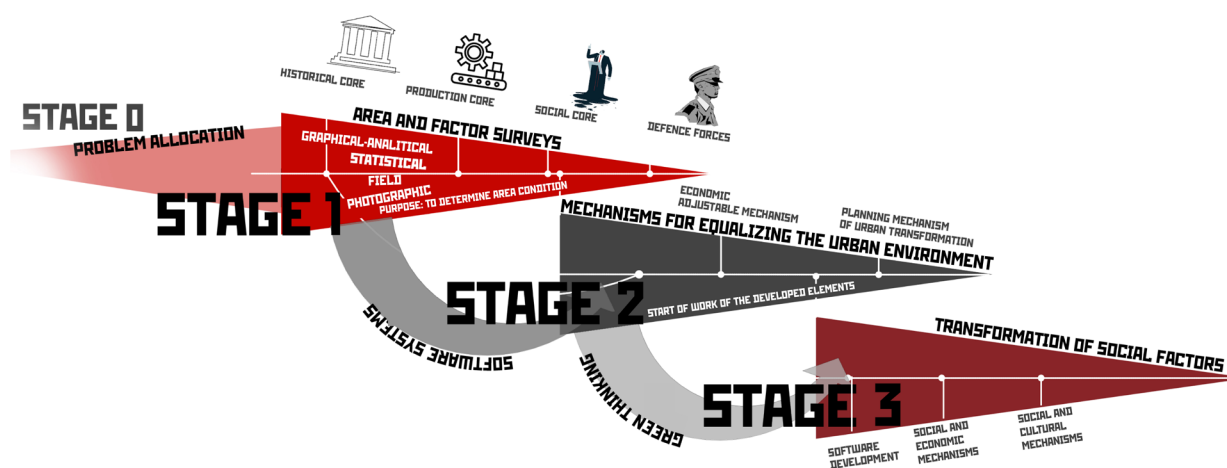 HISTORICAL CORE
PRODUCTION CORE
SOCIAL CORE
DEFENCE FORCES
STAGE 0
PROBLEM ALLOCATION
STAGE 1
AREA AND FACTOR SURVEYS
GRAPHICAL-ANALITICAL
STATISTICAL
FIELD
PHOTOGRAPHIC
PURPOSE: TO DETERMINE AREA CONDITION
SOFTWARE SYSTEMS
STAGE 2
MECHANISMS FOR EQUALIZING THE URBAN ENVIRONMENT
ECONOMIC
ADJUSTABLE MECHANISM
PLANNING MECHANISM
OF URBAN TRANSFORMATION
START OF WORK OF THE DEVELOPED ELEMENTS
GREEN THINKING
STAGE 3
TRANSFORMATION OF SOCIAL FACTORS
SOFTWARE
DEVELOPMENT
SOCIAL AND
ECONOMIC
MECHANISMS
SOCIAL AND
CULTURAL
MECHANISMS